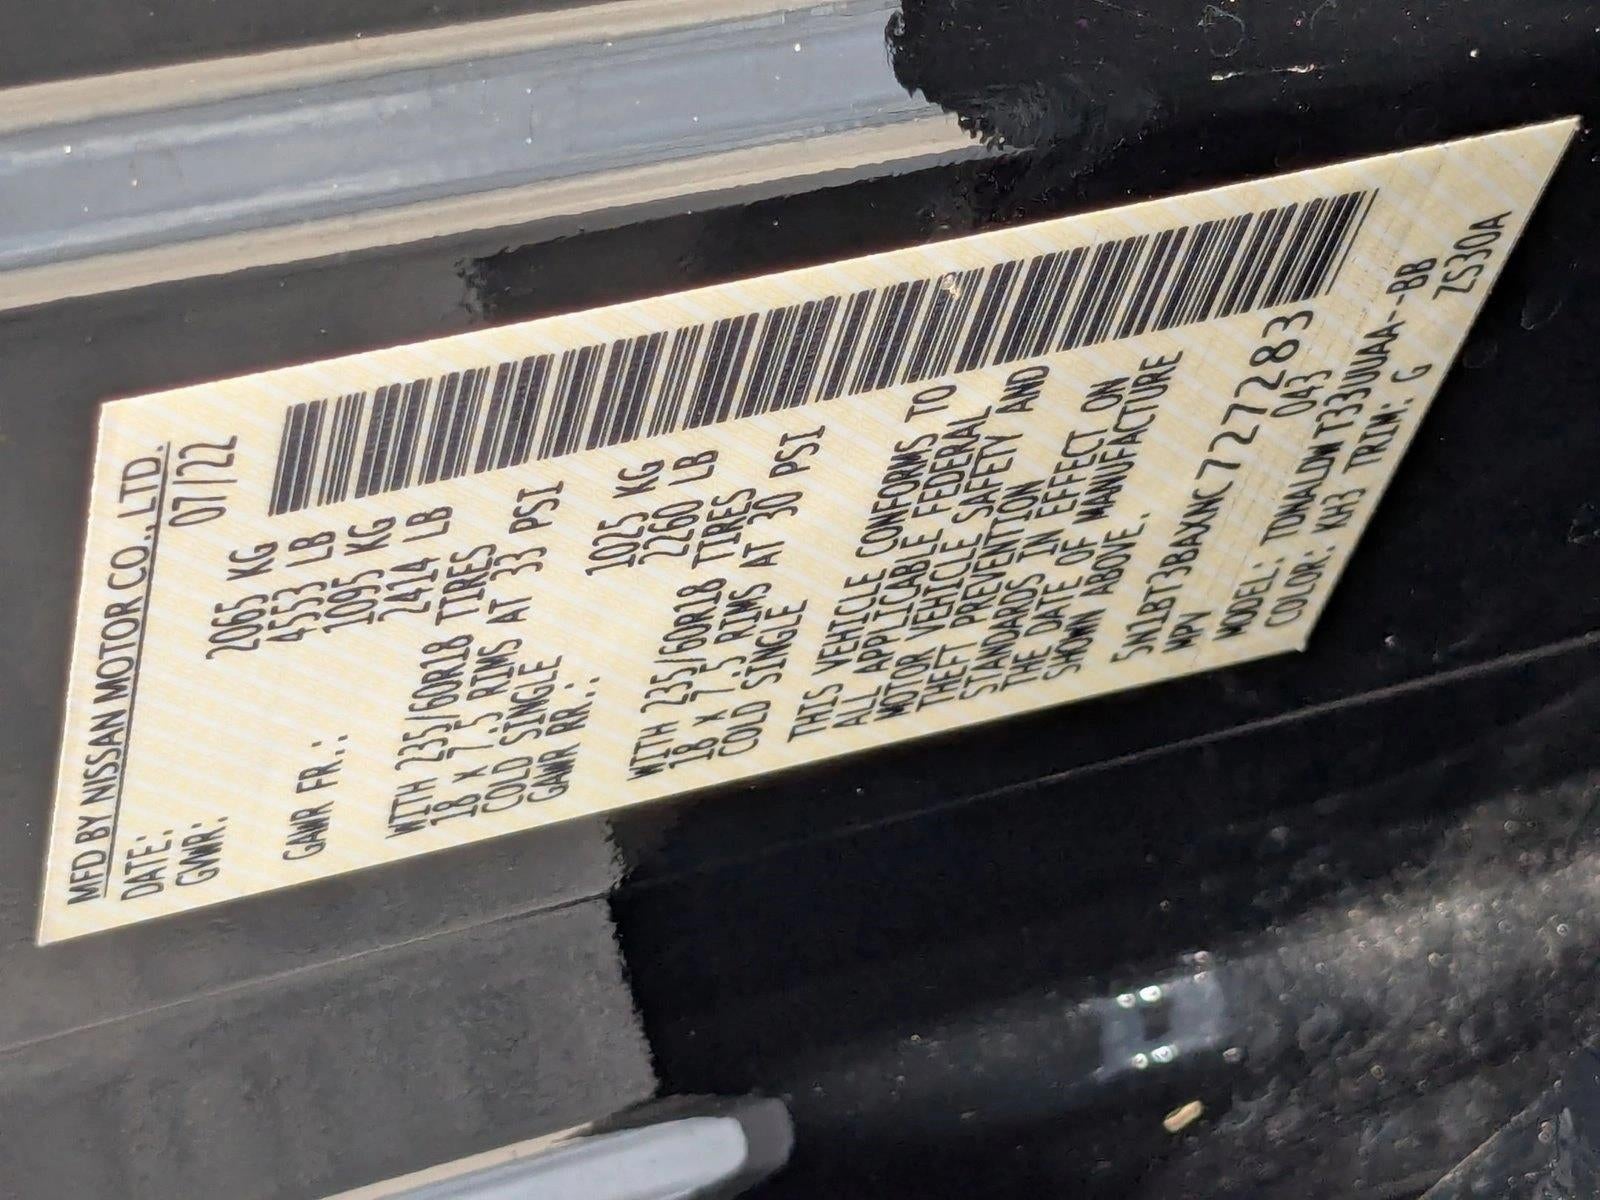 MFD BY NISSAN MOTOR CO., LTD.
DATE: 07/22
GVWR: 2065 KG
4553 LB
GAWR FR.: 1095 KG
2414 LB
WITH 235/60R18 TIRES
18 X 7.5 RIMS AT 33 PSI
COLD SINGLE
GAWR RR.: 1025 KG
2260 LB
WITH 235/60R18 TIRES
18 X 7.5 RIMS AT 30 PSI
COLD SINGLE
THIS VEHICLE CONFORMS TO
ALL APPLICABLE FEDERAL
MOTOR VEHICLE SAFETY AND
THEFT PREVENTION
STANDARDS IN EFFECT ON
THE DATE OF MANUFACTURE
SHOWN ABOVE.
5N1BT3BAXNC727283
MPV 043
MODEL: TDNALDWT33UUAA--BB
COLOR: KH3 TRIM: G
ZS30A